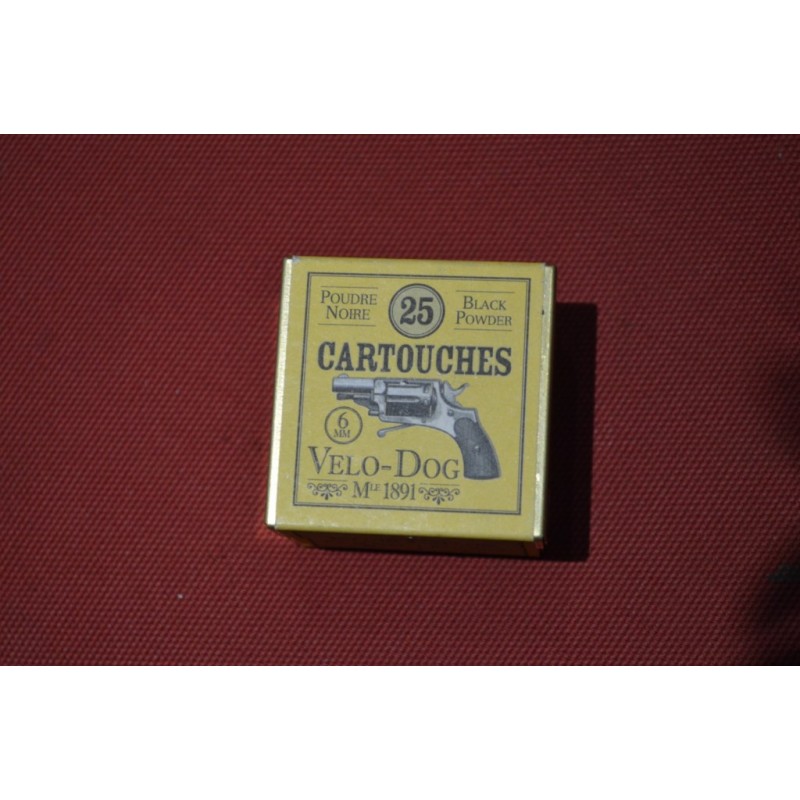 POUDRE NOIRE
25
BLACK POWDER
CARTOUCHES
6 MM
VELO-DOG
MLE 1891